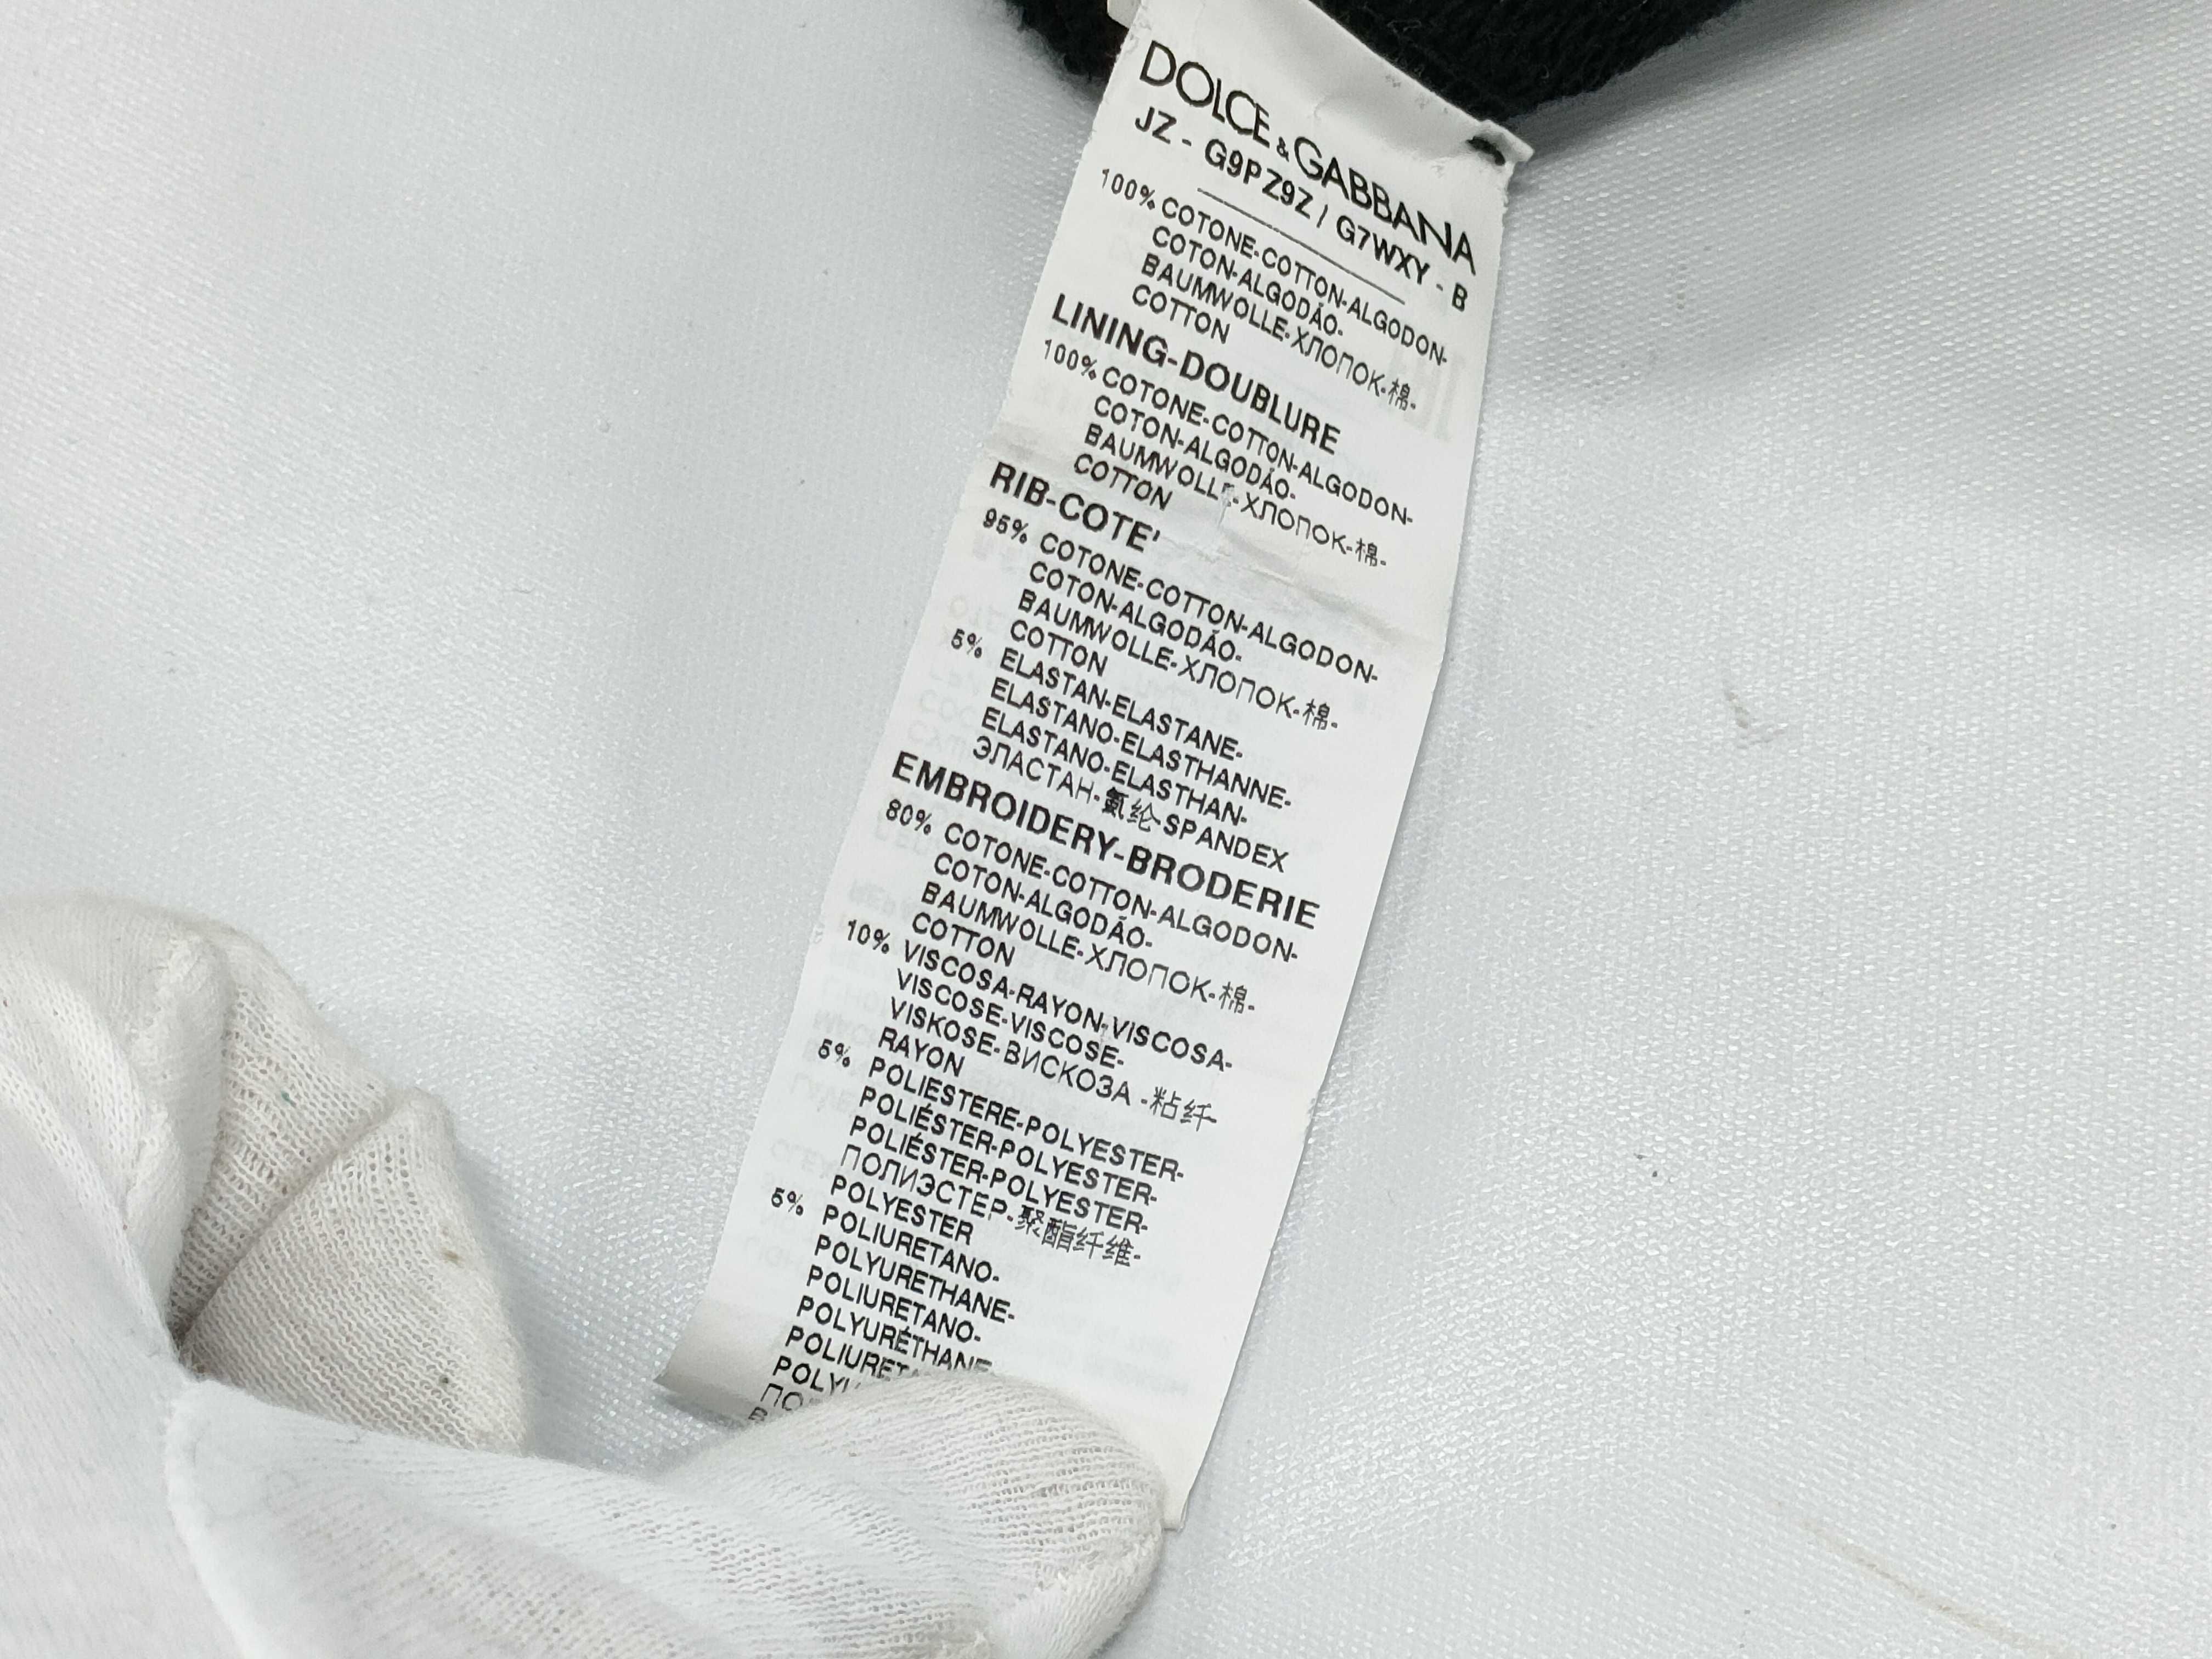 DOLCE&GABBANA
JZ - G9PZ9Z / G7WXY - B
100% COTONE-COTTON-ALGODON-
COTON-ALGODÃO-
BAUMWOLLE-ХЛОПОК-棉-
COTTON
LINING-DOUBLURE
100% COTONE-COTTON-ALGODON-
COTON-ALGODÃO-
BAUMWOLLE-ХЛОПОК-棉-
COTTON
RIB-COTE'
95% COTONE-COTTON-ALGODON-
COTON-ALGODÃO-
BAUMWOLLE-ХЛОПОК-棉-
COTTON
5% ELASTAN-ELASTANE-
ELASTANO-ELASTHANNE-
ELASTANO-ELASTHAN-
ЭЛАСТАН-氨纶-SPANDEX
EMBROIDERY-BRODERIE
80% COTONE-COTTON-ALGODON-
COTON-ALGODÃO-
BAUMWOLLE-ХЛОПОК-棉-
COTTON
10% VISCOSA-RAYON-VISCOSA-
VISCOSE-VISCOSE-
VISKOSE-ВИСКОЗА-粘纤-
RAYON
5% POLIESTERE-POLYESTER-
POLIÉSTER-POLYESTER-
POLIÉSTER-POLYESTER-
ПОЛИЭСТЕР-聚酯纤维-
POLYESTER
5% POLIURETANO-
POLYURETHANE-
POLIURETANO-
POLYURÉTHANE